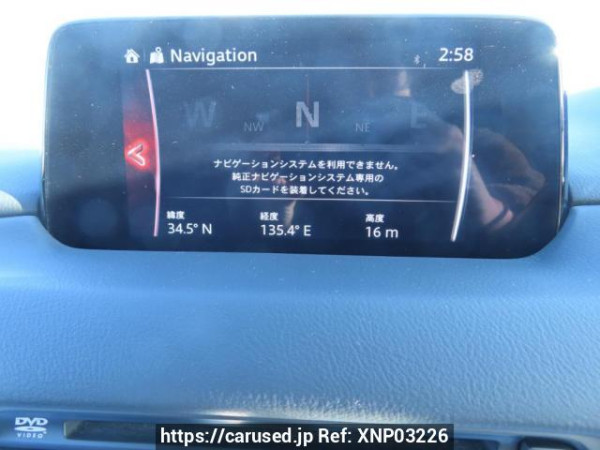 Navigation 2:58
W NW N NE E
ナビゲーションシステムを利用できません。
純正ナビゲーションシステム専用の
SDカードを装着してください。
緯度 経度 高度
34.5° N 135.4° E 16 m
DVD
VIDEO
https://carused.jp Ref: XNP03226